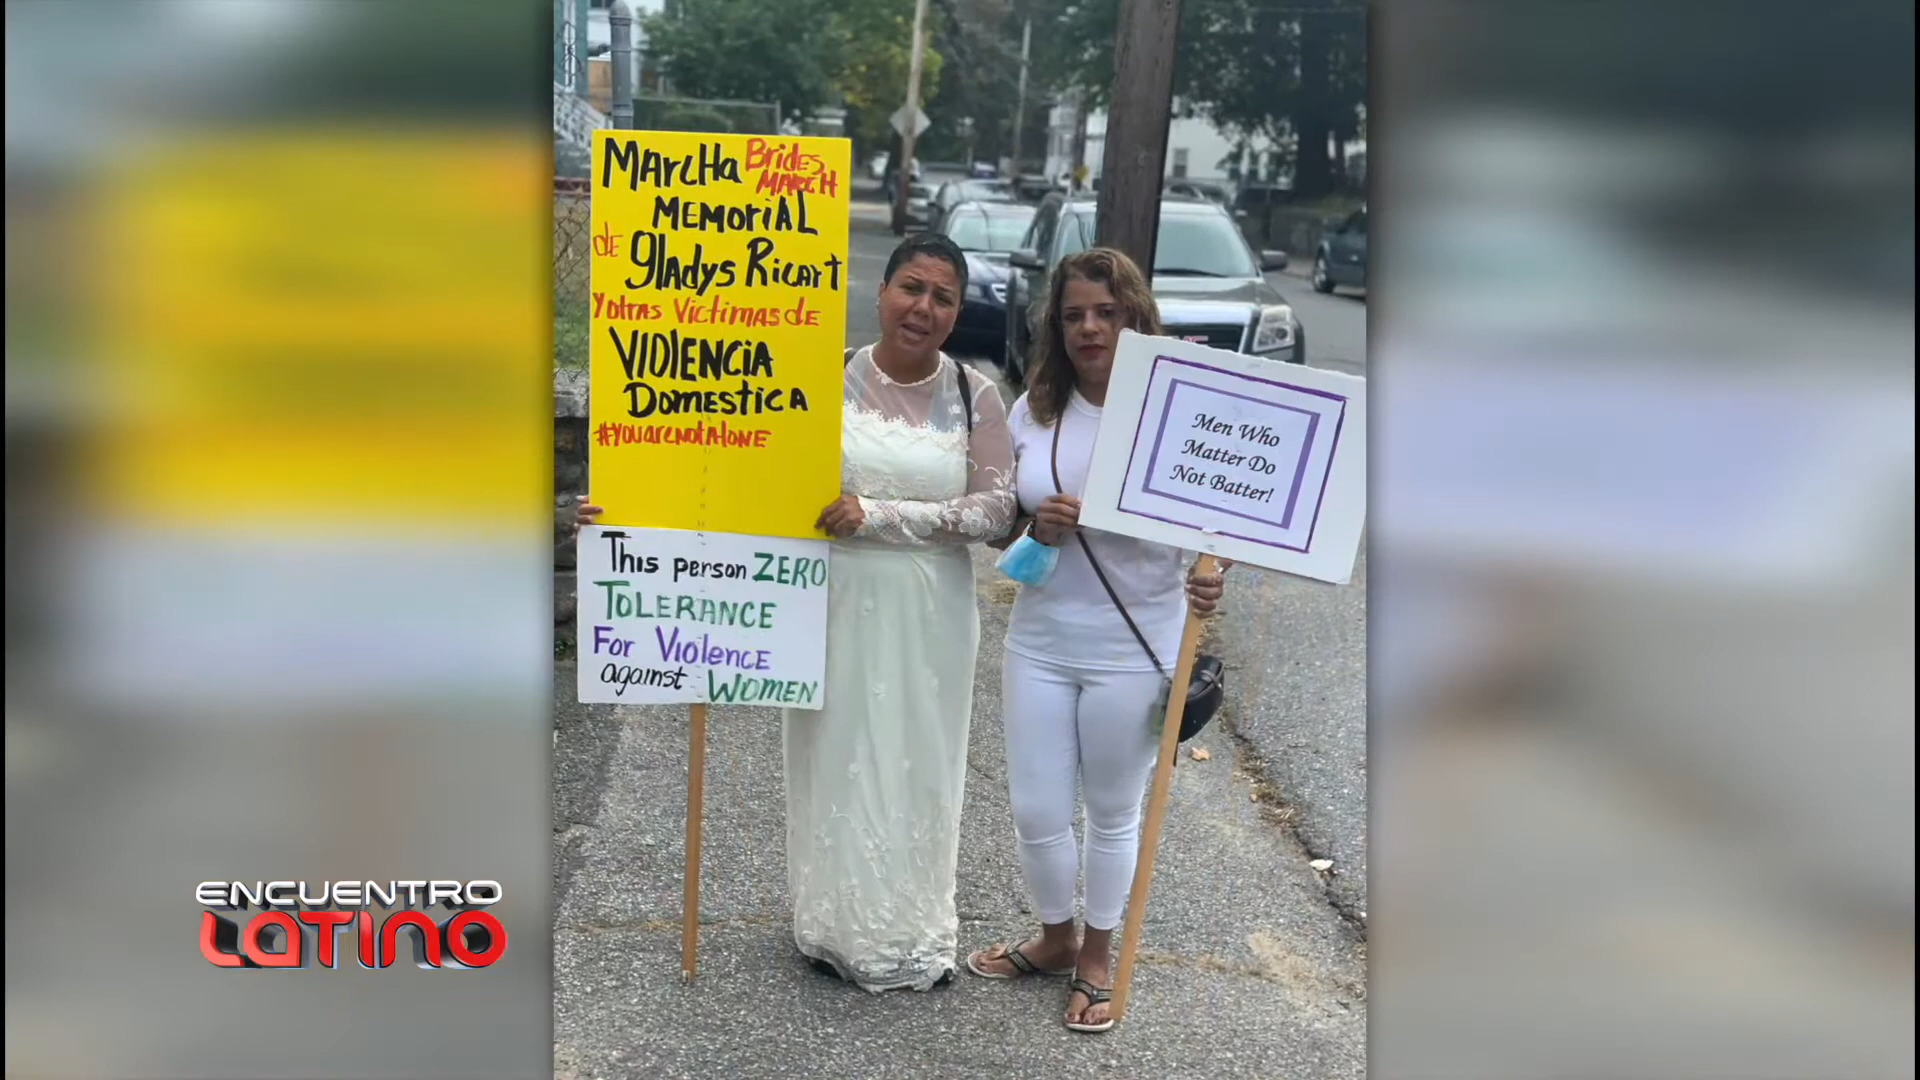 MArcHa Brides
MARCH
MEMOriAL
de Gladys Ricart
Y otras Victimas de
VIOlENCiA
DOmEsticA
#YOUareNotAlONE
This person ZERO
TOLERANCE
For Violence
against WOMEN
Men Who
Matter Do
Not Batter!
ENCUENTRO
LATINO